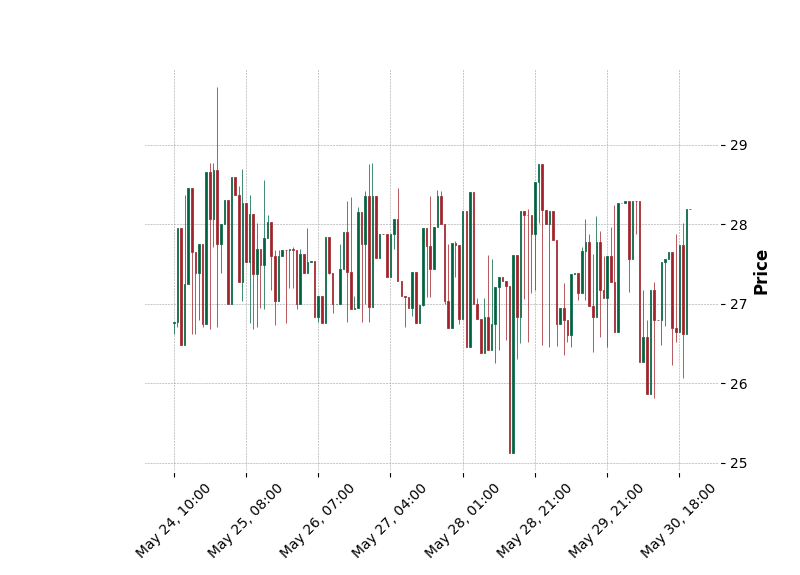 29
28
27
26
25
Price
May 24, 10:00
May 25, 08:00
May 26, 07:00
May 27, 04:00
May 28, 01:00
May 28, 21:00
May 29, 21:00
May 30, 18:00